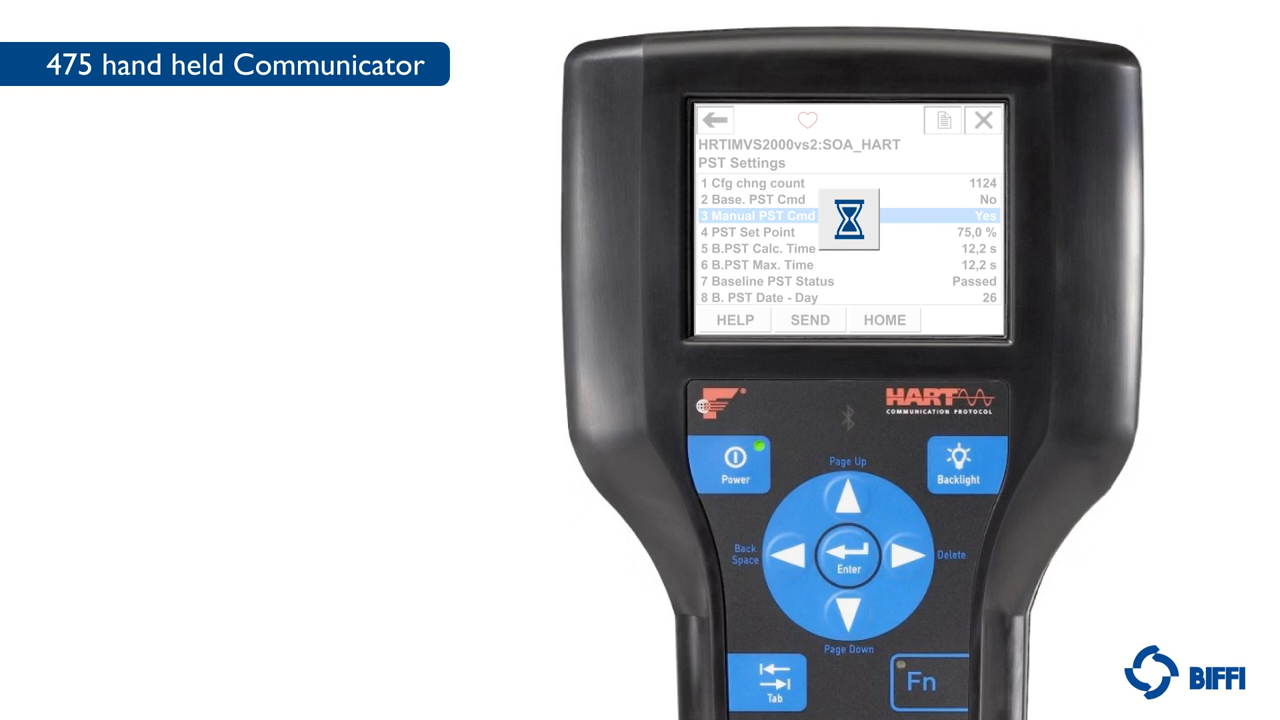 475 hand held Communicator
HRTIMVS2000vs2:SOA_HART
PST Settings
1 Cfg chng count 1124
2 Base. PST Cmd No
3 Manual PST Cmd Yes
4 PST Set Point 75,0 %
5 B.PST Calc. Time 12,2 s
6 B.PST Max. Time 12,2 s
7 Baseline PST Status Passed
8 B. PST Date - Day 26
HELP SEND HOME
F ®
HART
COMMUNICATION PROTOCOL
Power
Page Up
Backlight
Back
Space
Enter
Delete
Page Down
Tab
Fn
BIFFI